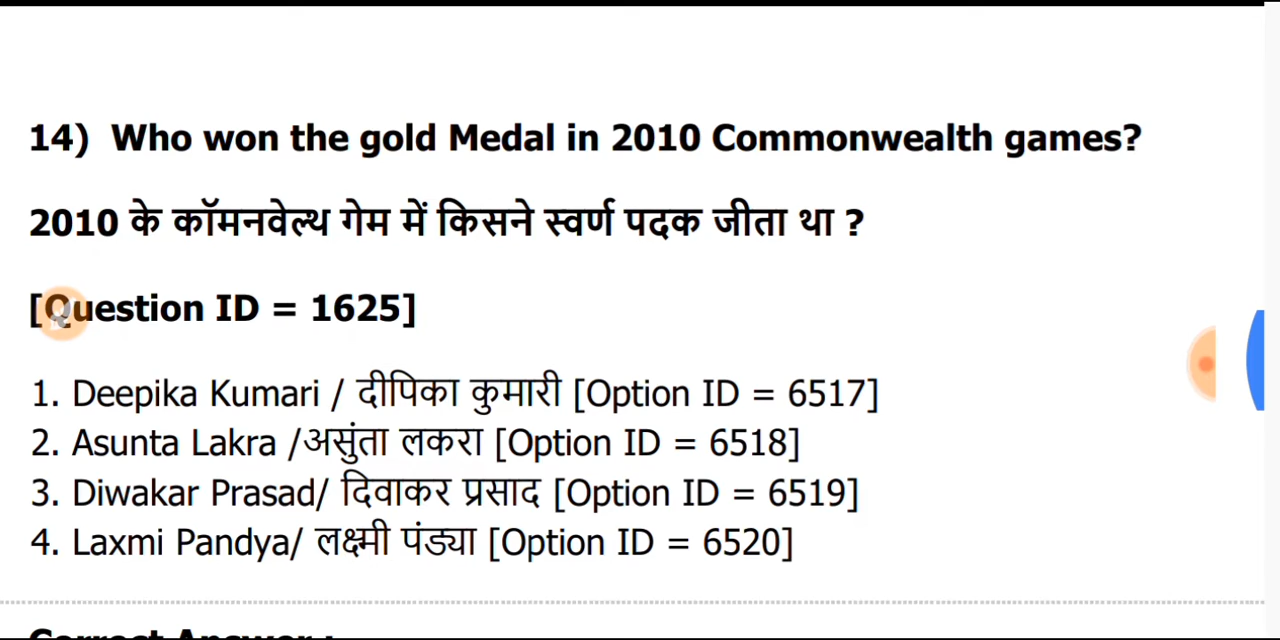 14) Who won the gold Medal in 2010 Commonwealth games?
2010 के कॉमनवेल्थ गेम में किसने स्वर्ण पदक जीता था ?
[Question ID = 1625]
1. Deepika Kumari / दीपिका कुमारी [Option ID = 6517]
2. Asunta Lakra /असुंता लकरा [Option ID = 6518]
3. Diwakar Prasad/ दिवाकर प्रसाद [Option ID = 6519]
4. Laxmi Pandya/ लक्ष्मी पंड्या [Option ID = 6520]
Correct Answer :